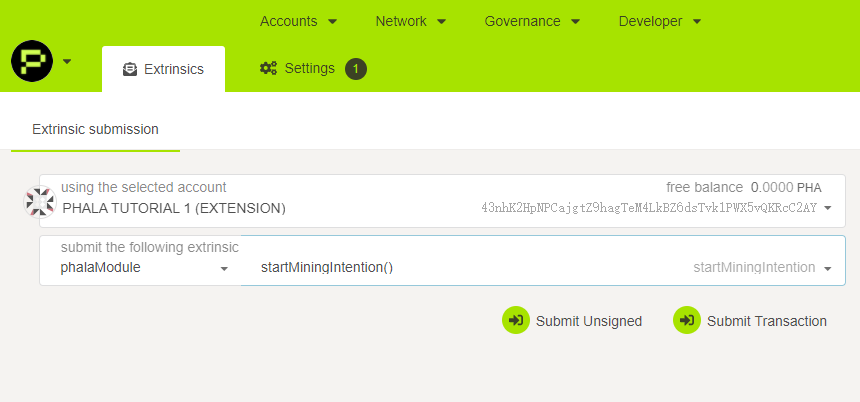 Accounts Network Governance Developer
Extrinsics Settings 1
Extrinsic submission
using the selected account free balance 0.0000 PHA
PHALA TUTORIAL 1 (EXTENSION) 43nhK2HpNPCajgtZ9hagTeM4LkBZ6dsTvk1PWX5vQKRcC2AY
submit the following extrinsic
phalaModule startMiningIntention() startMiningIntention
Submit Unsigned Submit Transaction